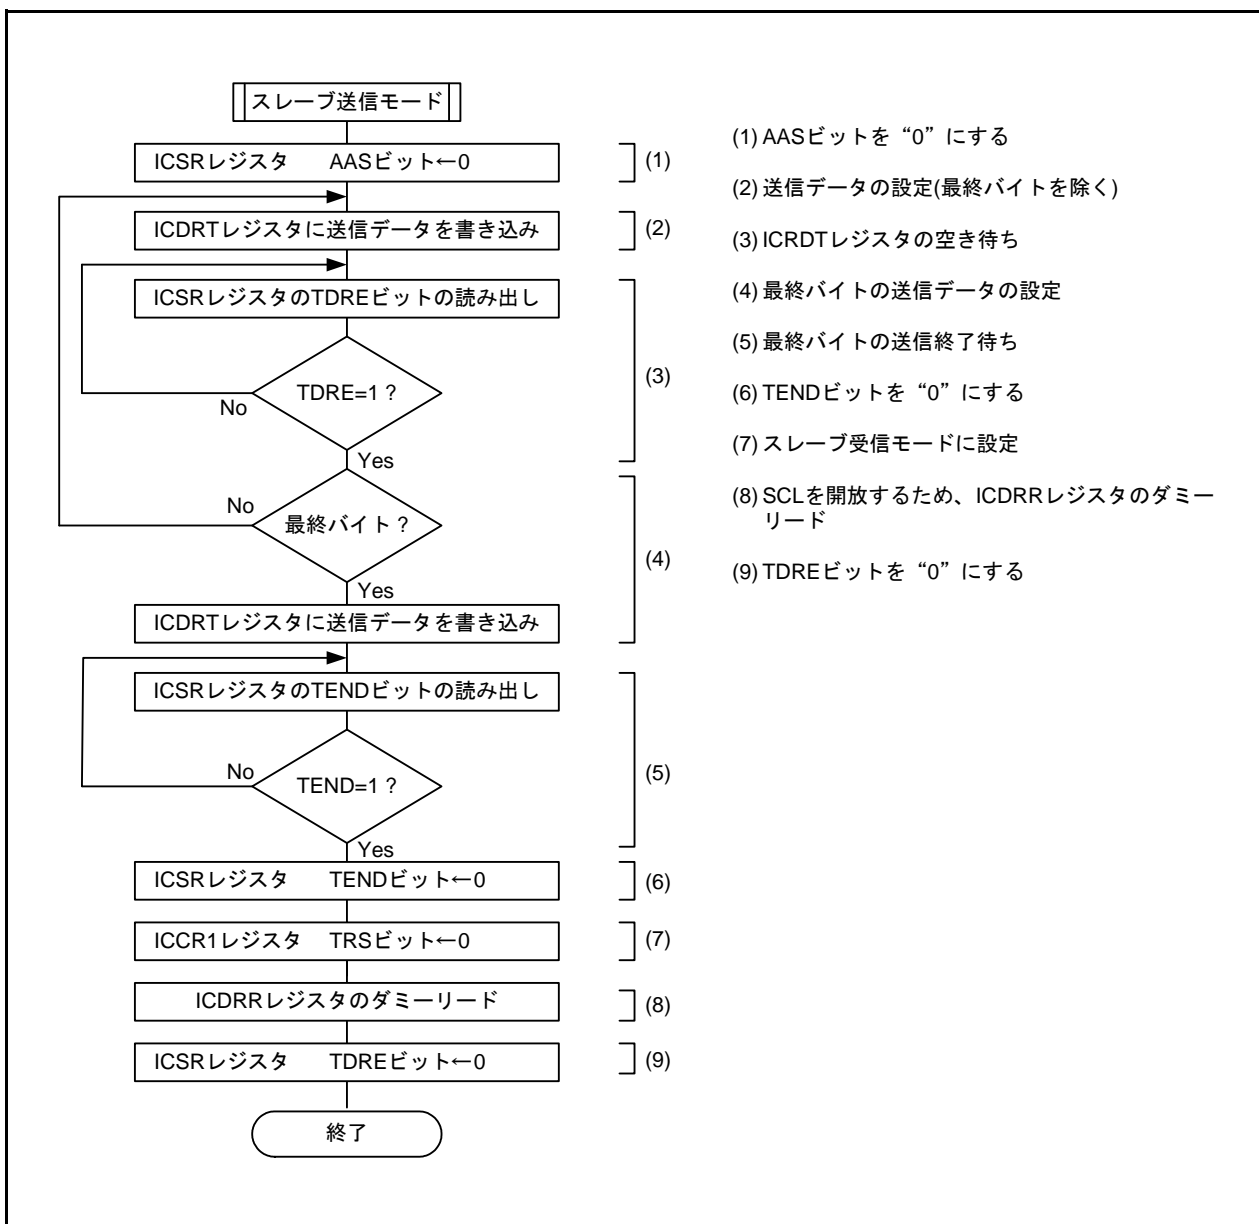 スレーブ送信モード
ICSRレジスタ AASビット←0
(1)
ICDRTレジスタに送信データを書き込み
(2)
ICSRレジスタのTDREビットの読み出し
TDRE=1？
No
Yes
(3)
最終バイト？
No
Yes
ICDRTレジスタに送信データを書き込み
(4)
ICSRレジスタのTENDビットの読み出し
TEND=1？
No
Yes
(5)
ICSRレジスタ TENDビット←0
(6)
ICCR1レジスタ TRSビット←0
(7)
ICDRRレジスタのダミーリード
(8)
ICSRレジスタ TDREビット←0
(9)
終了
(1) AASビットを“0”にする
(2) 送信データの設定(最終バイトを除く)
(3) ICRDTレジスタの空き待ち
(4) 最終バイトの送信データの設定
(5) 最終バイトの送信終了待ち
(6) TENDビットを“0”にする
(7) スレーブ受信モードに設定
(8) SCLを開放するため、ICDRRレジスタのダミー
リード
(9) TDREビットを“0”にする